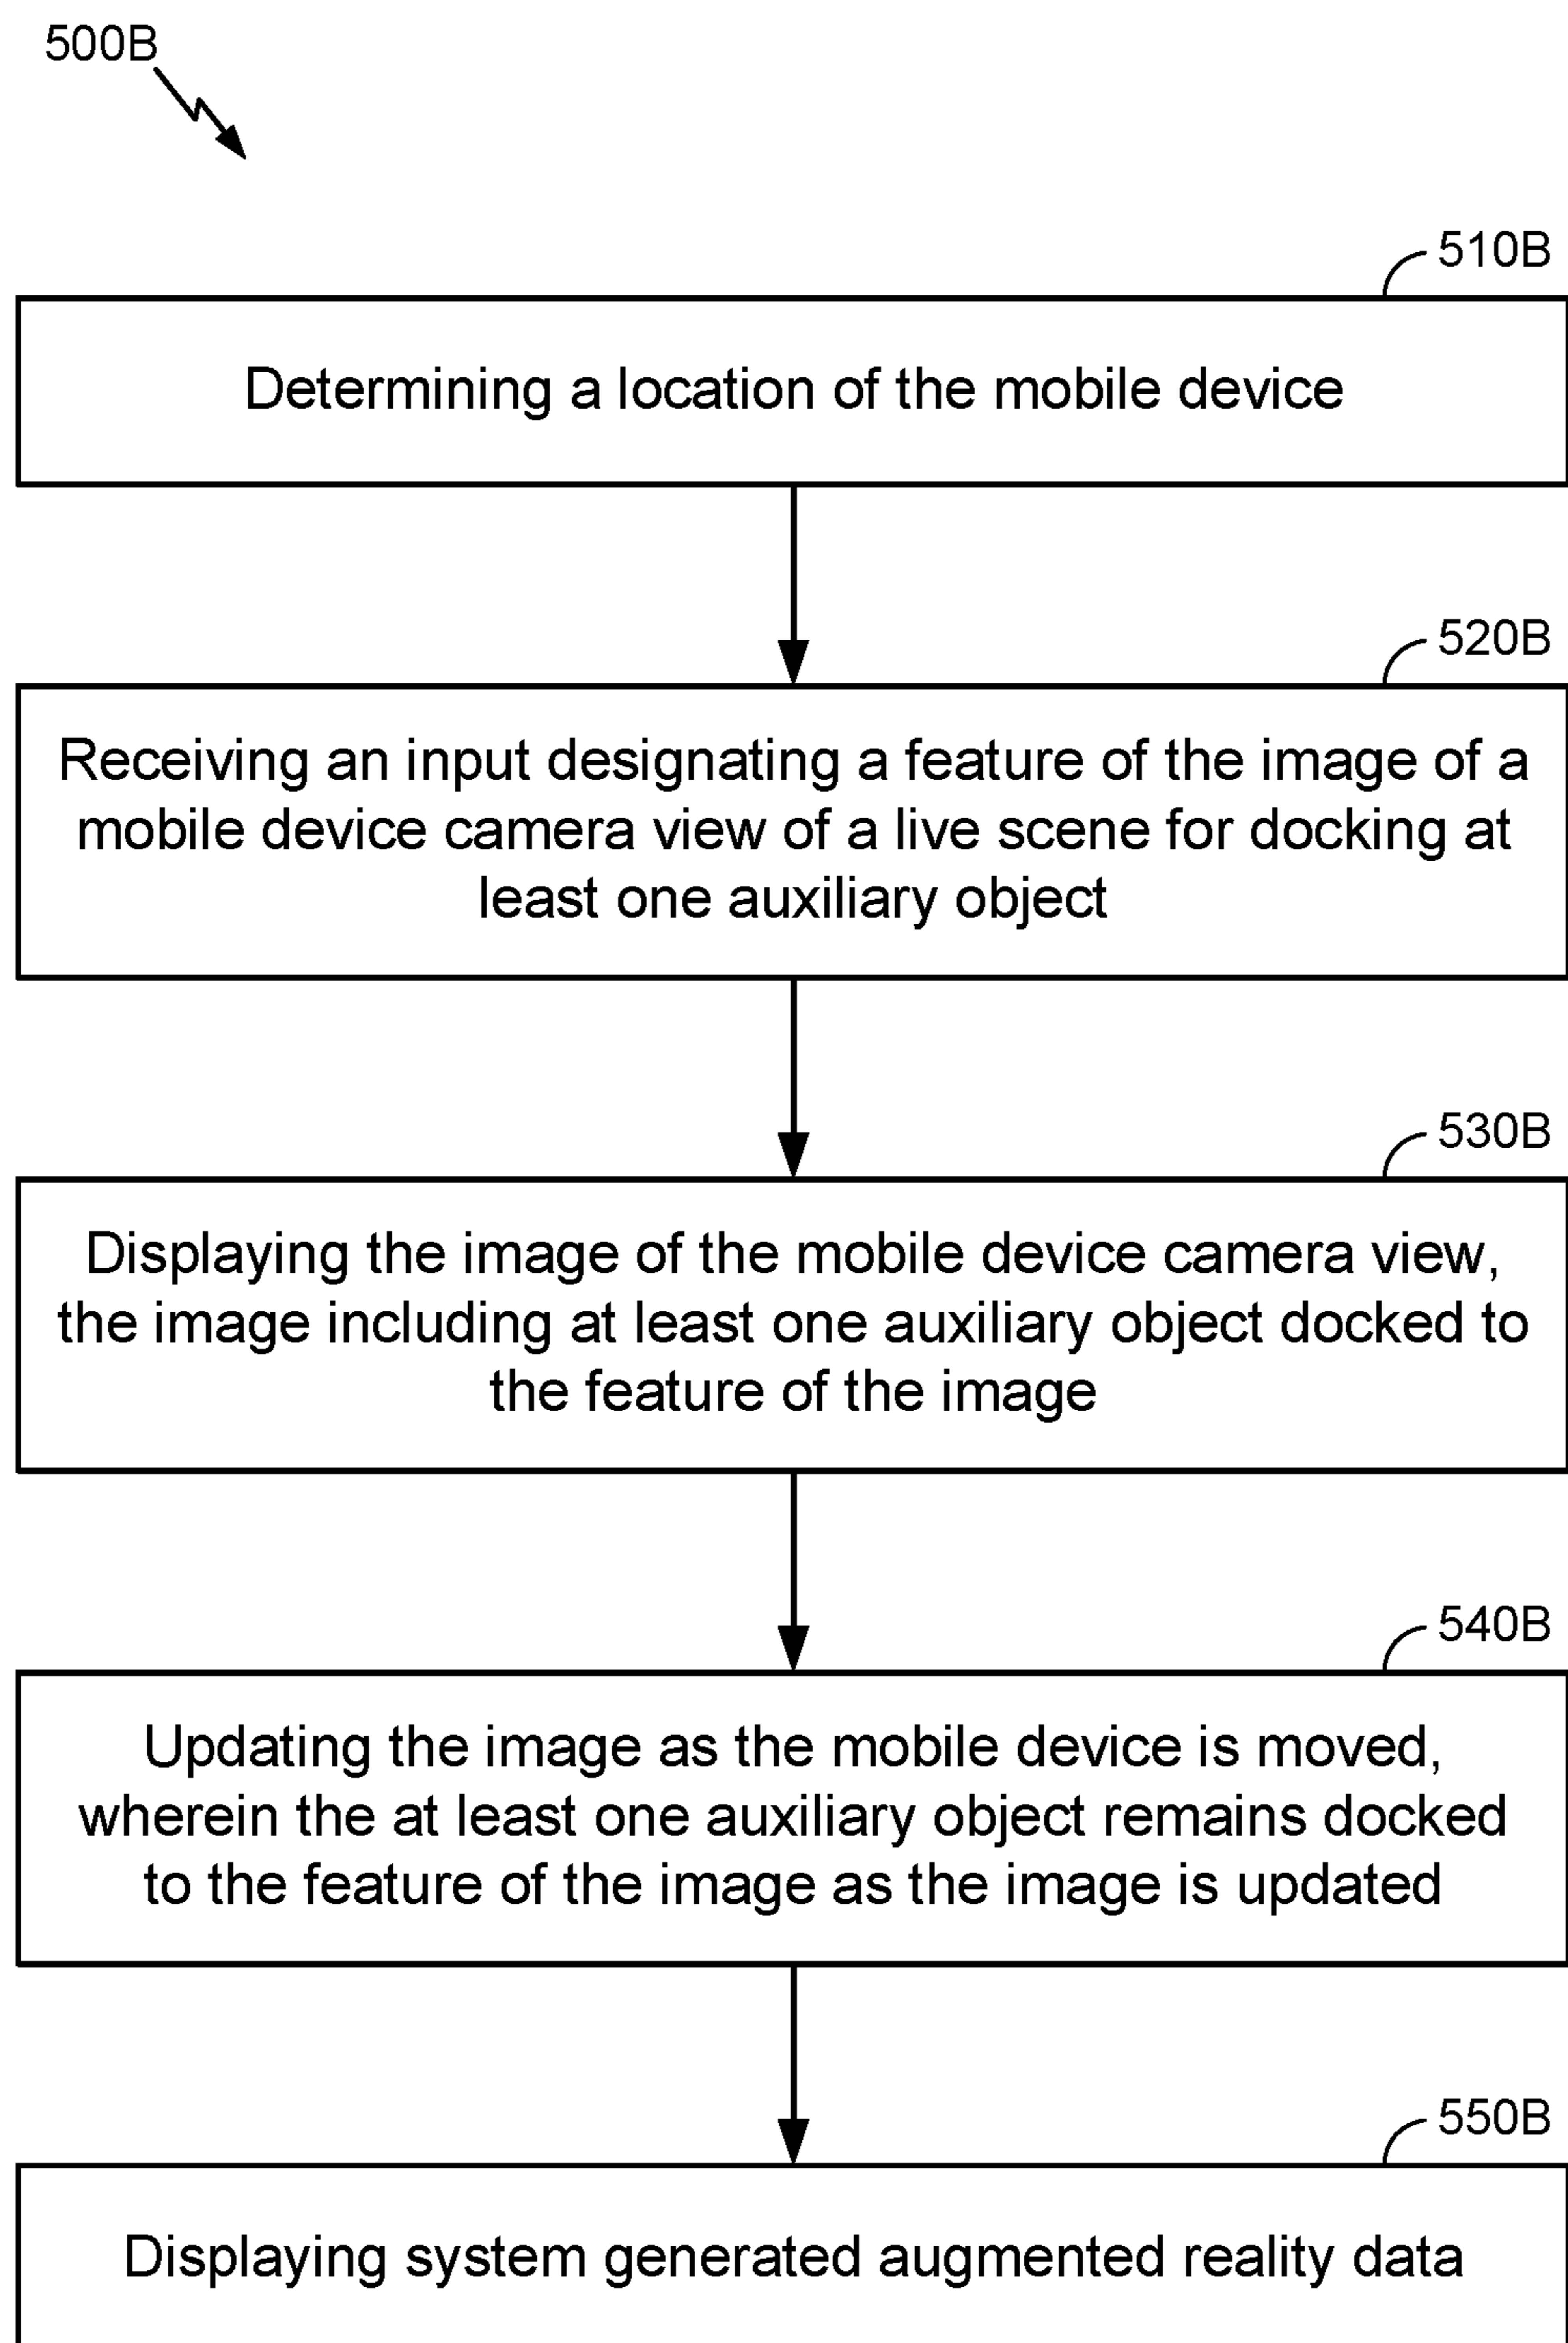 500B
510B
Determining a location of the mobile device
520B
Receiving an input designating a feature of the image of a
mobile device camera view of a live scene for docking at
least one auxiliary object
530B
Displaying the image of the mobile device camera view,
the image including at least one auxiliary object docked to
the feature of the image
540B
Updating the image as the mobile device is moved,
wherein the at least one auxiliary object remains docked
to the feature of the image as the image is updated
550B
Displaying system generated augmented reality data